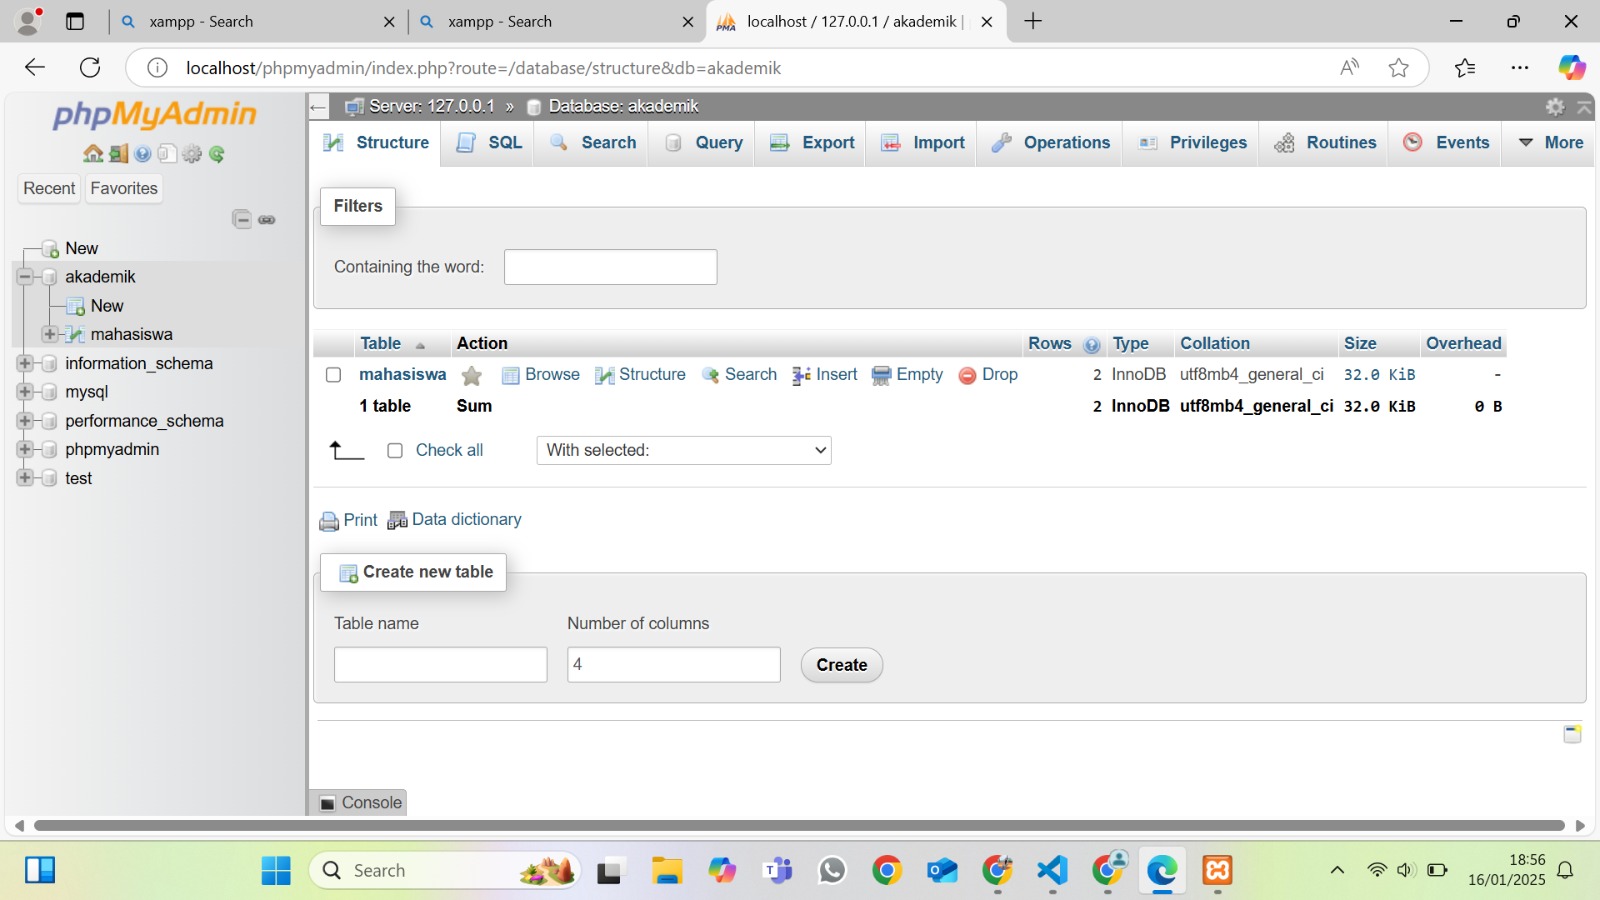 xampp - Search
xampp - Search
PMA
localhost / 127.0.0.1 / akademik |
localhost/phpmyadmin/index.php?route=/database/structure&db=akademik
phpMyAdmin
Recent
Favorites
New
akademik
New
mahasiswa
information_schema
mysql
performance_schema
phpmyadmin
test
Server: 127.0.0.1 » Database: akademik
Structure SQL Search Query Export Import Operations Privileges Routines Events More
Filters
Containing the word:
Table Action Rows Type Collation Size Overhead
mahasiswa Browse Structure Search Insert Empty Drop 2 InnoDB utf8mb4_general_ci 32.0 KiB -
1 table Sum 2 InnoDB utf8mb4_general_ci 32.0 KiB 0 B
Check all With selected:
Print Data dictionary
Create new table
Table name Number of columns
4 Create
Console
Search
18:56
16/01/2025